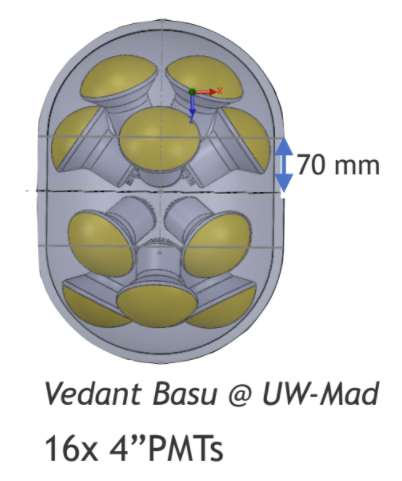 X
Z
70 mm
Vedant Basu @ UW-Mad
16x 4”PMTs